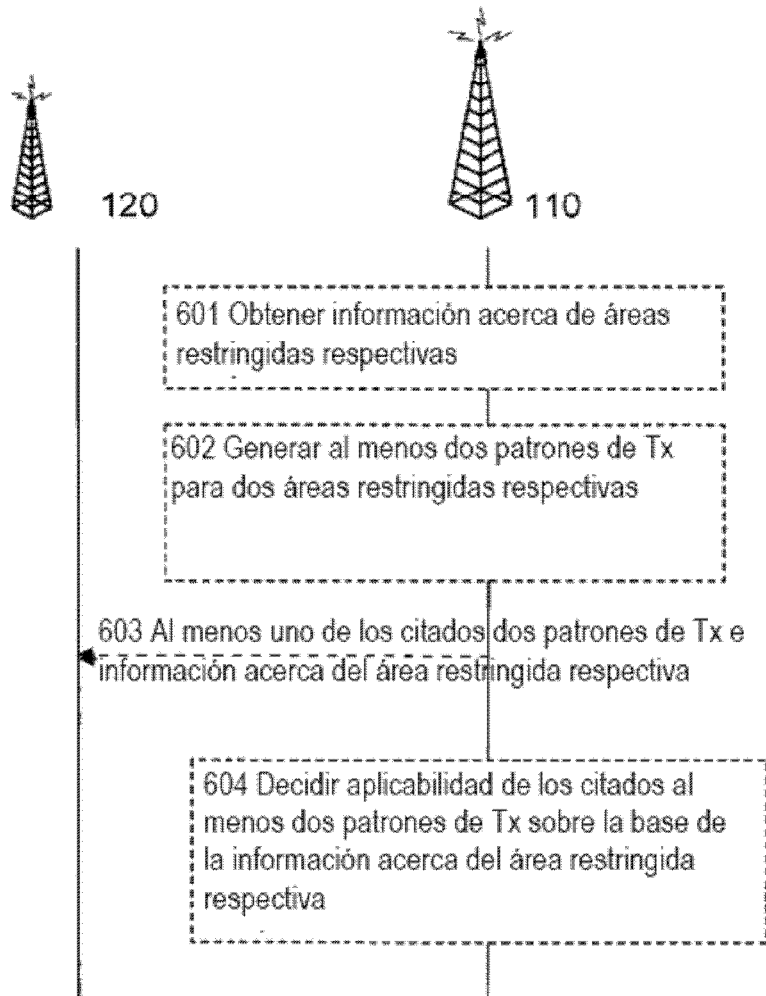 120
110
601 Obtener información acerca de áreas
restringidas respectivas
602 Generar al menos dos patrones de Tx
para dos áreas restringidas respectivas
603 Al menos uno de los citados dos patrones de Tx e
información acerca del área restringida respectiva
604 Decidir aplicabilidad de los citados al
menos dos patrones de Tx sobre la base de
la información acerca del área restringida
respectiva